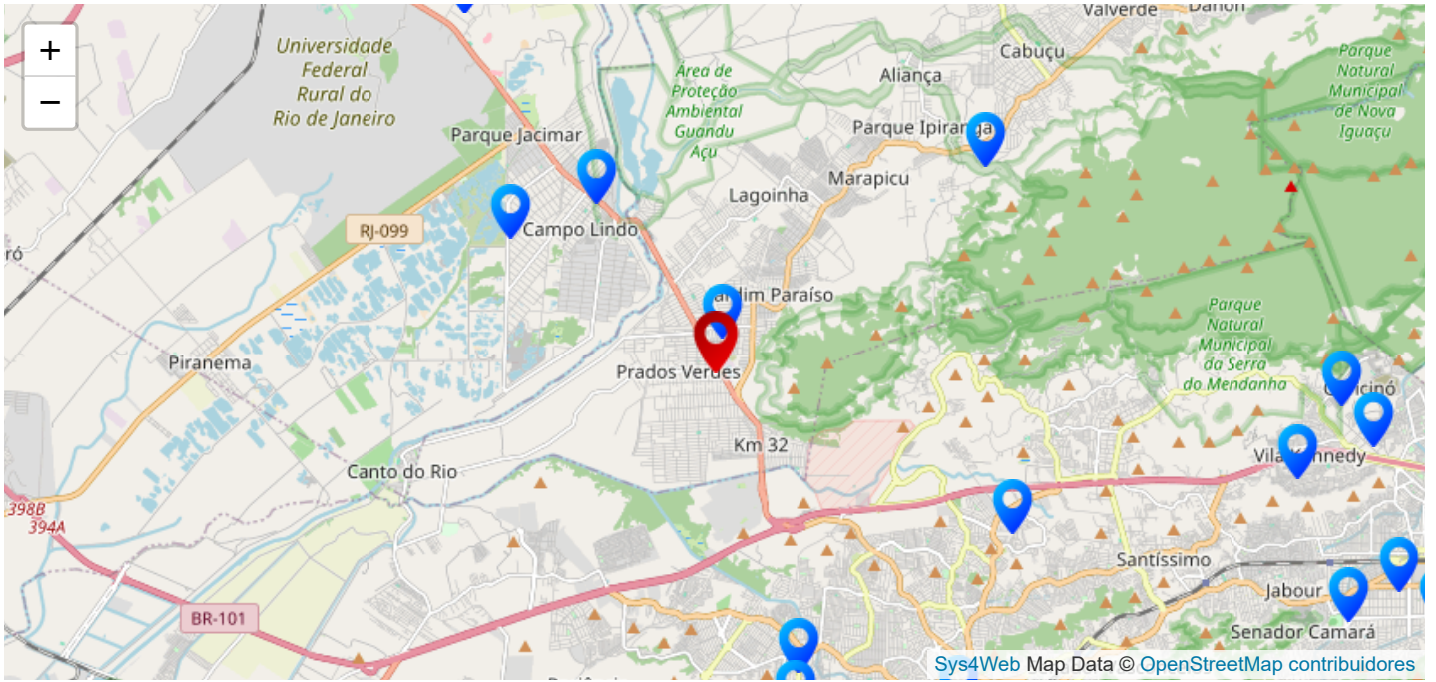 +
−
Universidade
Federal
Rural do
Rio de Janeiro
Valverde
Cabuçu
Aliança
Parque
Natural
Municipal
de Nova
Iguaçu
Área de
Proteção
Ambiental
Guandu
Açu
Parque Jacimar
Parque Ipiranga
Marapicu
Lagoinha
RJ-099
Campo Lindo
ró
Jardim Paraíso
Piranema
Prados Verdes
Parque
Natural
Municipal
da Serra
do Mendanha
Km 32
Canto do Rio
398B
394A
Santíssimo
BR-101
Jabour
Senador Camará
Sys4Web Map Data © OpenStreetMap contribuidores